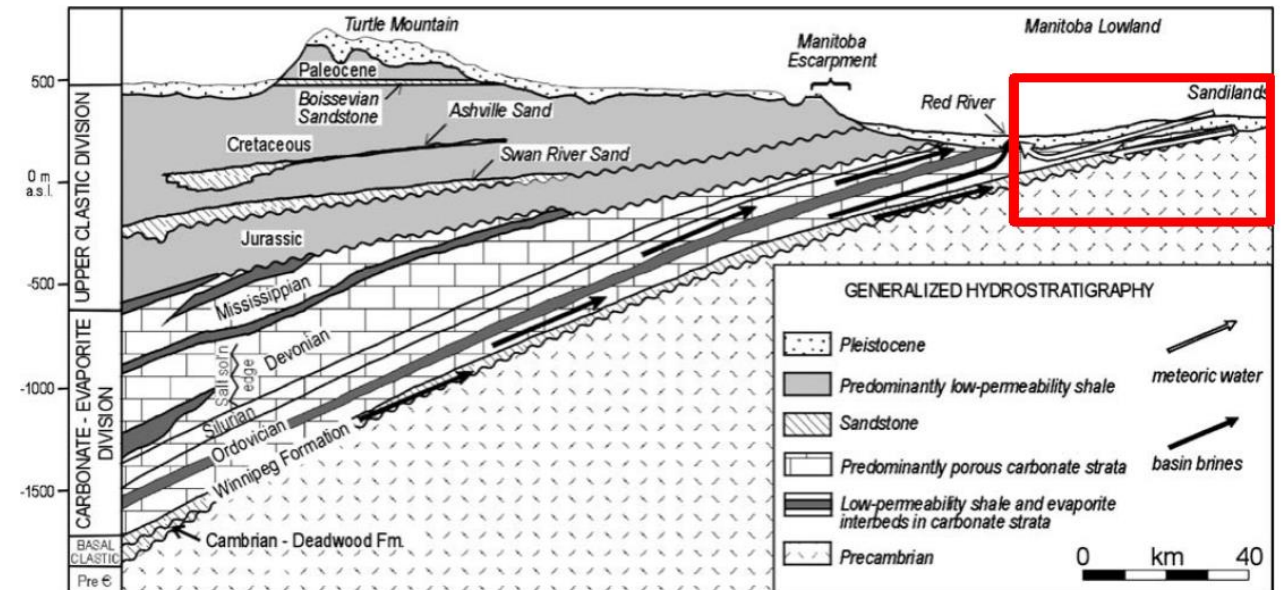 Turtle Mountain
Manitoba Lowland
Manitoba
Escarpment
500
Paleocene
Boissevian
Sandstone
Ashville Sand
Red River
Sandilands
Cretaceous
Swan River Sand
0 m
a.s.l.
UPPER CLASTIC DIVISION
Jurassic
-500
Mississippian
GENERALIZED HYDROSTRATIGRAPHY
CARBONATE - EVAPORITE
DIVISION
Devonian
Salt sol'n
edge
Pleistocene
meteoric water
-1000
Predominantly low-permeability shale
Silurian
Ordovician
Sandstone
Winnipeg Formation
Predominantly porous carbonate strata
basin brines
-1500
Low-permeability shale and evaporite
interbeds in carbonate strata
Cambrian - Deadwood Fm.
BASAL
CLASTIC
Precambrian
0 km 40
Pre Є